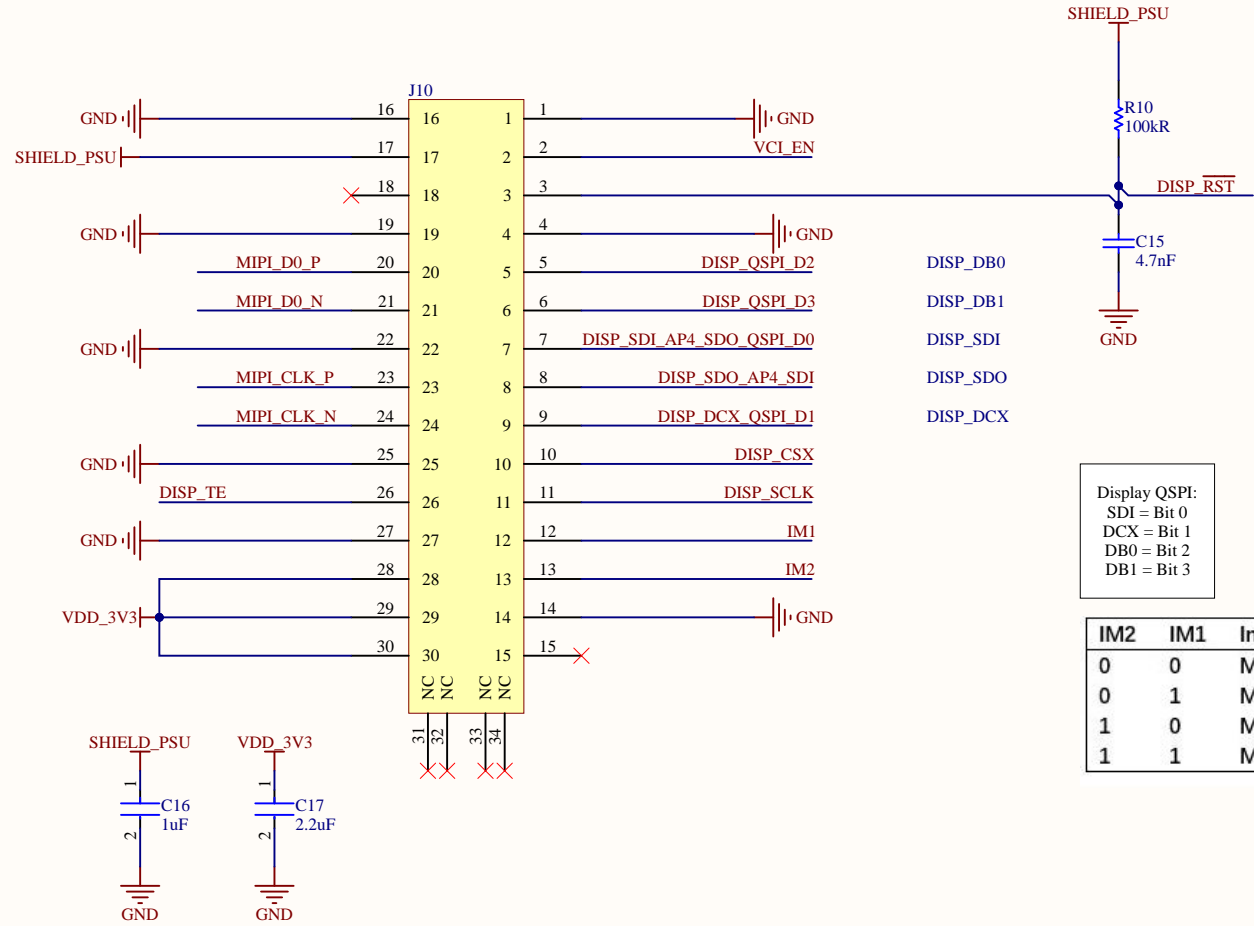 SHIELD_PSU
R10
100kR
DISP_RST
C15
4.7nF
GND
J10
GND 16 16 1 1 GND
SHIELD_PSU 17 17 2 2 VCI_EN
18 18 3 3
GND 19 19 4 4 GND
MIPI_D0_P 20 20 5 5 DISP_QSPI_D2 DISP_DB0
MIPI_D0_N 21 21 6 6 DISP_QSPI_D3 DISP_DB1
GND 22 22 7 7 DISP_SDI_AP4_SDO_QSPI_D0 DISP_SDI
MIPI_CLK_P 23 23 8 8 DISP_SDO_AP4_SDI DISP_SDO
MIPI_CLK_N 24 24 9 9 DISP_DCX_QSPI_D1 DISP_DCX
GND 25 25 10 10 DISP_CSX
DISP_TE 26 26 11 11 DISP_SCLK
GND 27 27 12 12 IM1
28 28 13 13 IM2
VDD_3V3 29 29 14 14 GND
30 30 15 15
NC NC NC NC
31 32 33 34
Display QSPI:
SDI = Bit 0
DCX = Bit 1
DB0 = Bit 2
DB1 = Bit 3
IM2 IM1
0 0 M
0 1 M
1 0 M
1 1 M
SHIELD_PSU
1
C16
1uF
2
GND
VDD_3V3
1
C17
2.2uF
2
GND